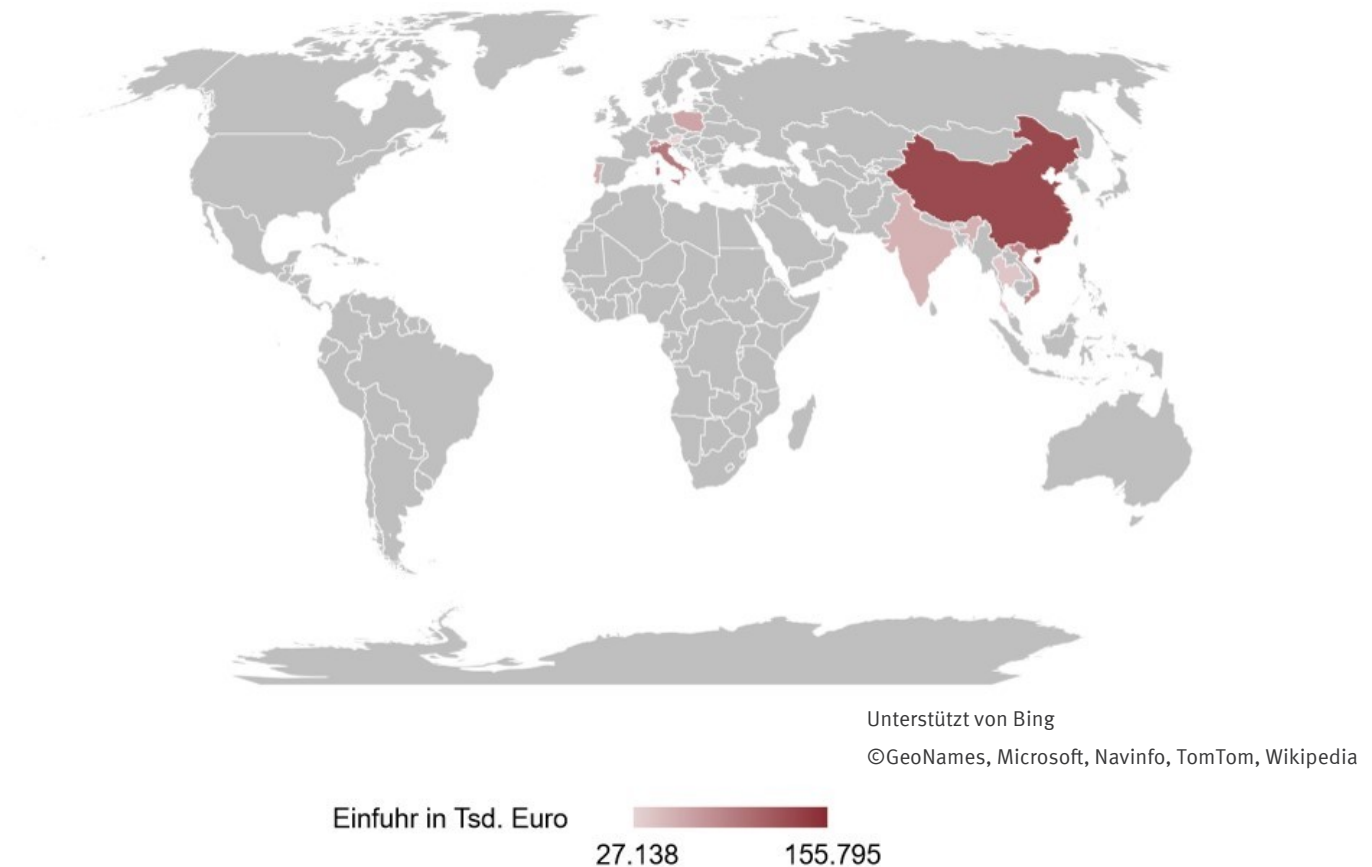 Unterstützt von Bing
©GeoNames, Microsoft, Navinfo, TomTom, Wikipedia
Einfuhr in Tsd. Euro
27.138 155.795